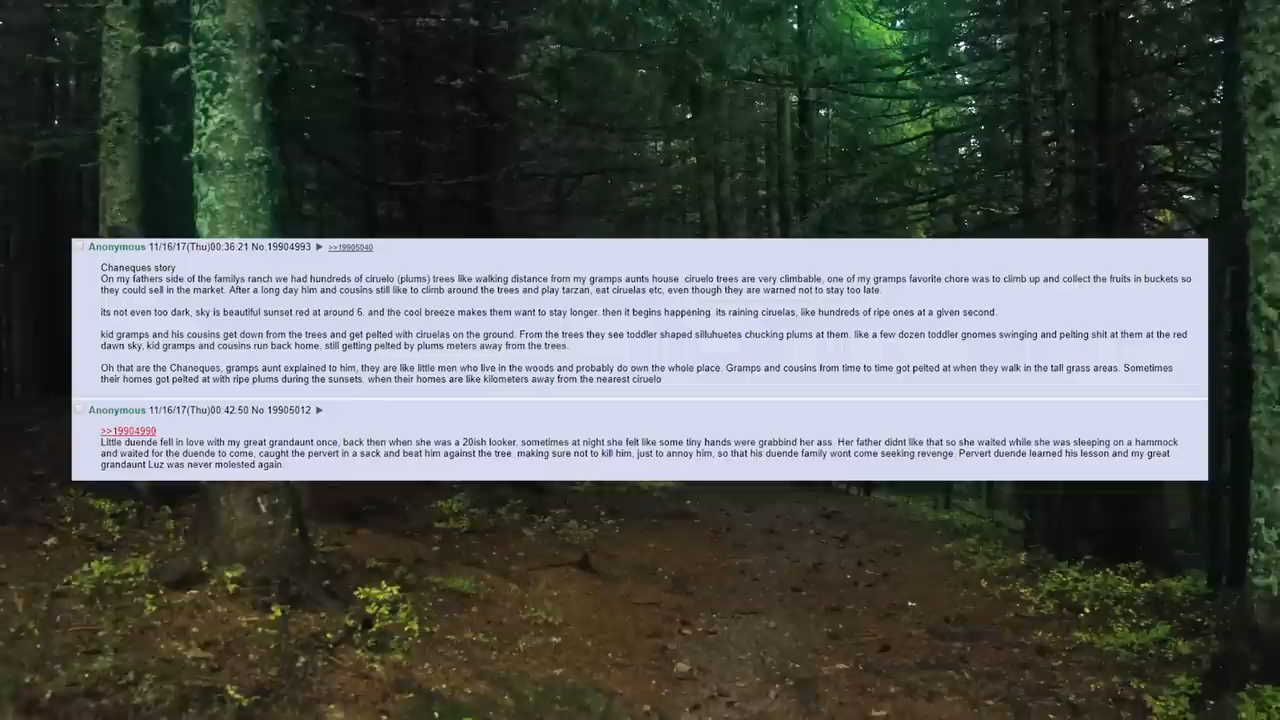 Anonymous 11/16/17(Thu)00:36:21 No.19904993 ▶ >>19905040
Chaneques story
On my fathers side of the familys ranch we had hundreds of ciruelo (plums) trees like walking distance from my gramps aunts house. ciruelo trees are very climbable, one of my gramps favorite chore was to climb up and collect the fruits in buckets so
they could sell in the market. After a long day him and cousins still like to climb around the trees and play tarzan, eat ciruelas etc, even though they are warned not to stay too late.
its not even too dark, sky is beautiful sunset red at around 6. and the cool breeze makes them want to stay longer. then it begins happening. its raining ciruelas, like hundreds of ripe ones at a given second.
kid gramps and his cousins get down from the trees and get pelted with ciruelas on the ground. From the trees they see toddler shaped silluhuetes chucking plums at them. like a few dozen toddler gnomes swinging and pelting shit at them at the red
dawn sky, kid gramps and cousins run back home, still getting pelted by plums meters away from the trees.
Oh that are the Chaneques, gramps aunt explained to him, they are like little men who live in the woods and probably do own the whole place. Gramps and cousins from time to time got pelted at when they walk in the tall grass areas. Sometimes
their homes got pelted at with ripe plums during the sunsets, when their homes are like kilometers away from the nearest ciruelo
Anonymous 11/16/17(Thu)00:42:50 No.19905012 ▶
>>19904990
Little duende fell in love with my great grandaunt once, back then when she was a 20ish looker, sometimes at night she felt like some tiny hands were grabbind her ass. Her father didnt like that so she waited while she was sleeping on a hammock
and waited for the duende to come, caught the pervert in a sack and beat him against the tree. making sure not to kill him, just to annoy him, so that his duende family wont come seeking revenge. Pervert duende learned his lesson and my great
grandaunt Luz was never molested again.